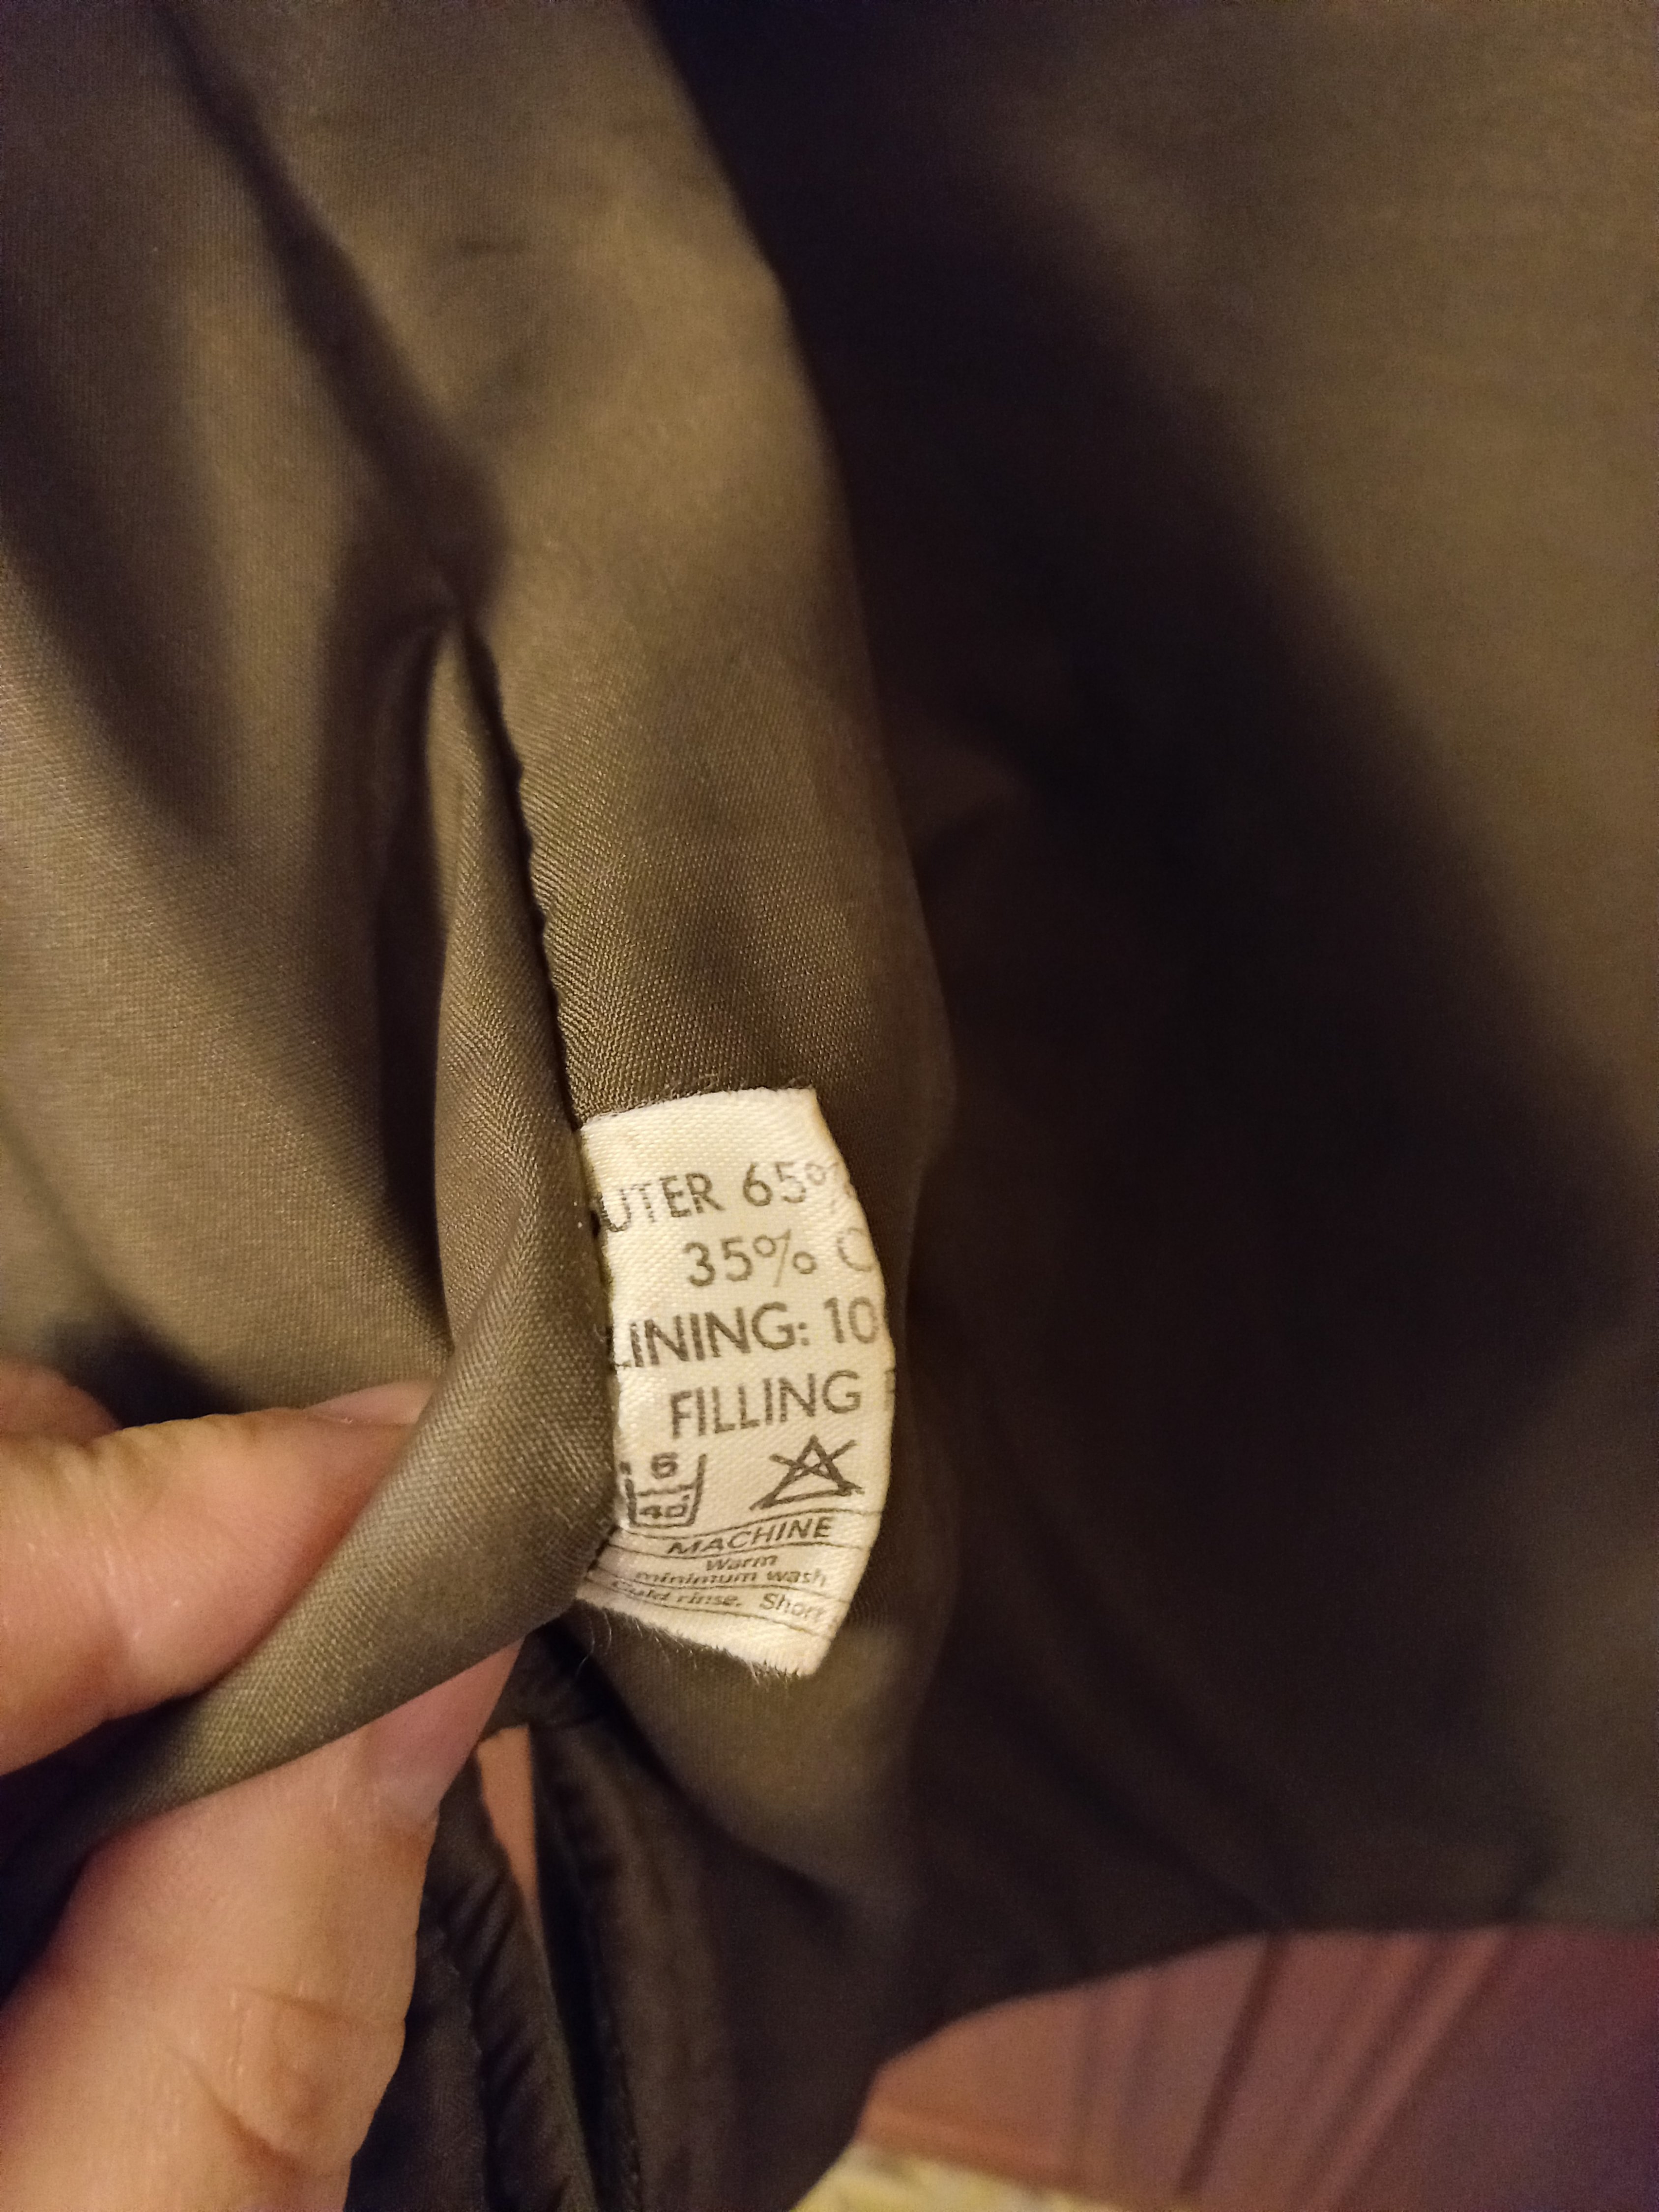 UTER 65%
35% C
LINING: 10
FILLING
6
40°
MACHINE
Warm
minimum wash
Cold rinse. Short